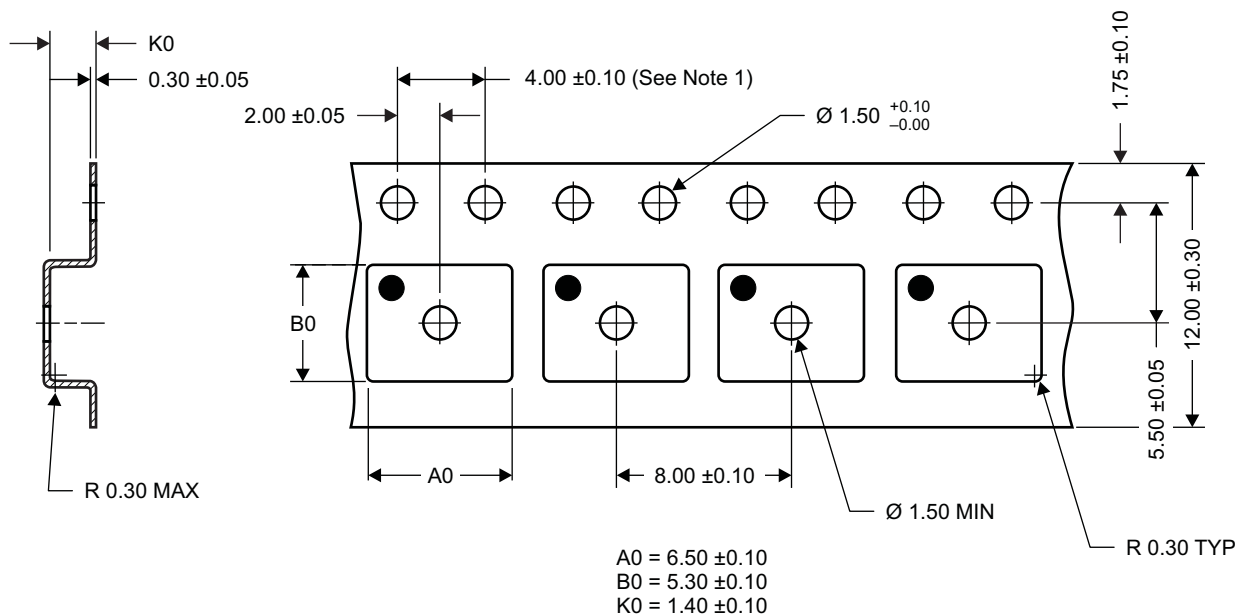 K0
0.30 ±0.05
4.00 ±0.10 (See Note 1)
2.00 ±0.05
Ø 1.50 +0.10
–0.00
1.75 ±0.10
B0
12.00 ±0.30
5.50 ±0.05
A0
8.00 ±0.10
R 0.30 MAX
Ø 1.50 MIN
R 0.30 TYP
A0 = 6.50 ±0.10
B0 = 5.30 ±0.10
K0 = 1.40 ±0.10